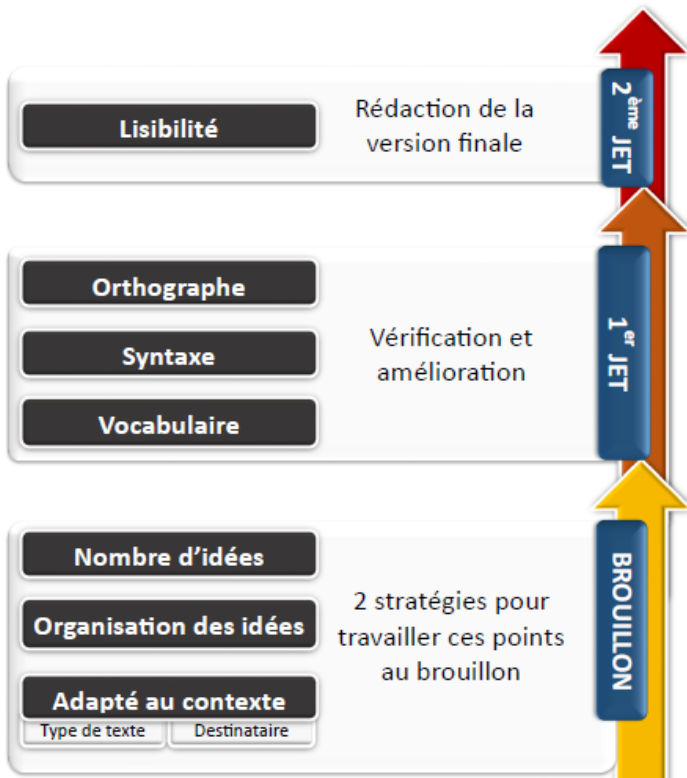 Lisibilité
Rédaction de la
version finale
2ème JET
Orthographe
Syntaxe
Vocabulaire
Vérification et
amélioration
1er JET
Nombre d’idées
Organisation des idées
Adapté au contexte
Type de texte
Destinataire
2 stratégies pour
travailler ces points
au brouillon
BROUILLON